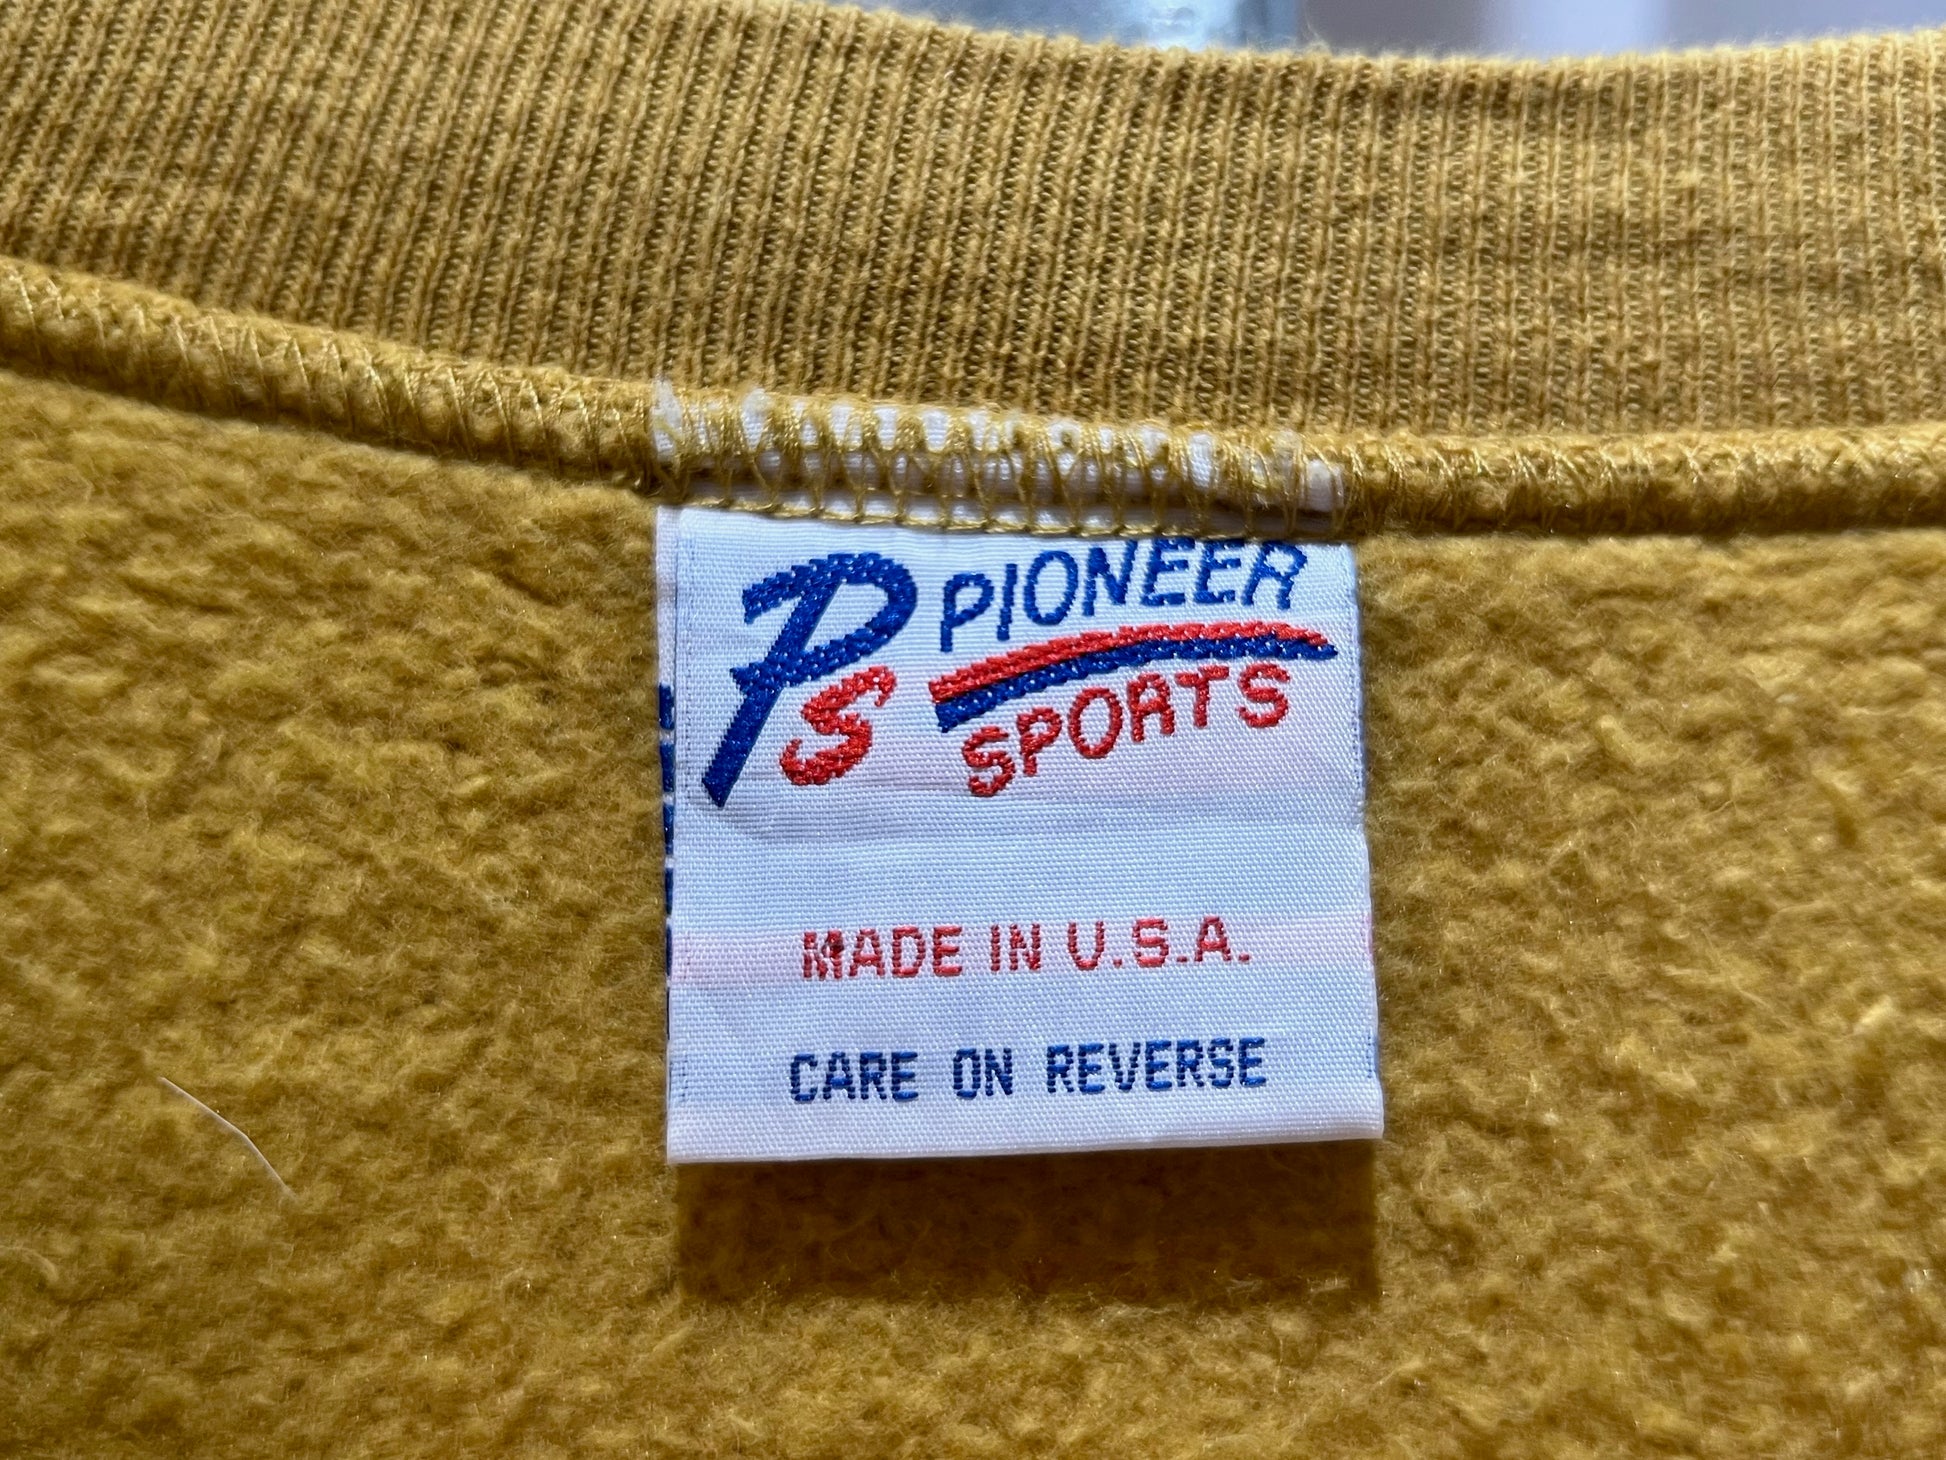 PS PIONEER
SPORTS
MADE IN U.S.A.
CARE ON REVERSE